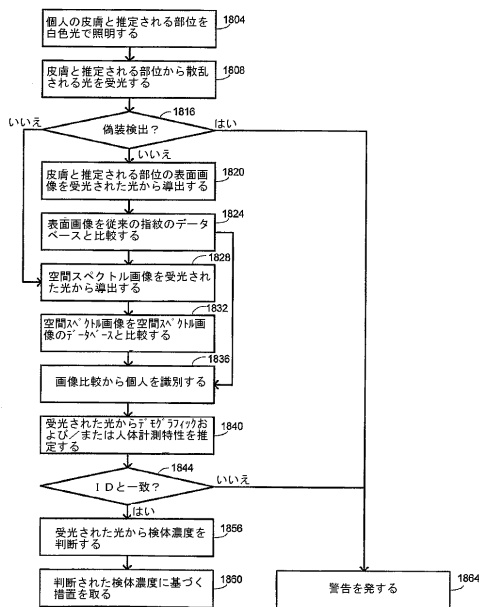 個人の皮膚と推定される部位を
白色光で照明する
1804
皮膚と推定される部位から散乱
される光を受光する
1808
1816
偽装検出?
いいえ
はい
いいえ
皮膚と推定される部位の表面画
像を受光された光から導出する
1820
表面画像を従来の指紋のデータ
ベースと比較する
1824
1828
空間スペクトル画像を受光され
た光から導出する
1832
空間スペクトル画像を空間スペクトル画
像のデータベースと比較する
1836
画像比較から個人を識別する
受光された光からデモグラフィックお
よび/または人体計測特性を推
定する
1840
1844
IDと一致?
いいえ
はい
受光された光から検体濃度を
判断する
1856
判断された検体濃度に基づく
措置を取る
1860
警告を発する
1864